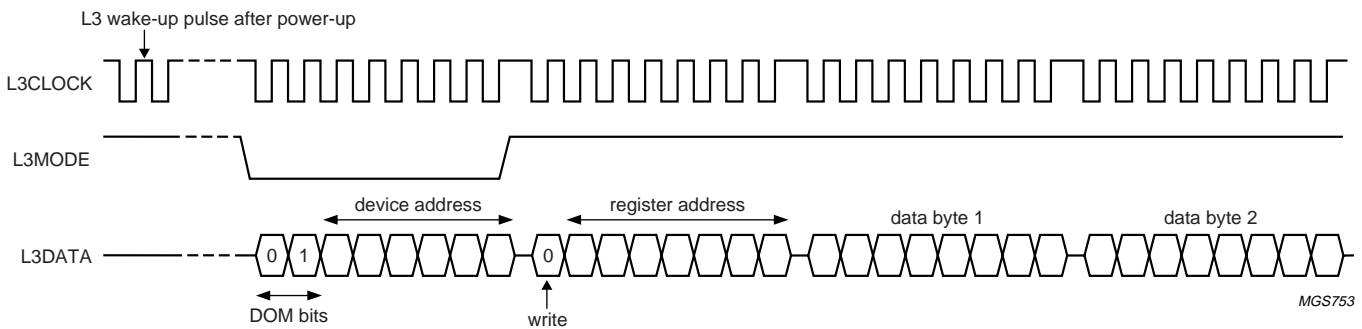 L3 wake-up pulse after power-up
L3CLOCK
L3MODE
device address
register address
data byte 1
data byte 2
L3DATA
0 1
0
DOM bits
write
MGS753